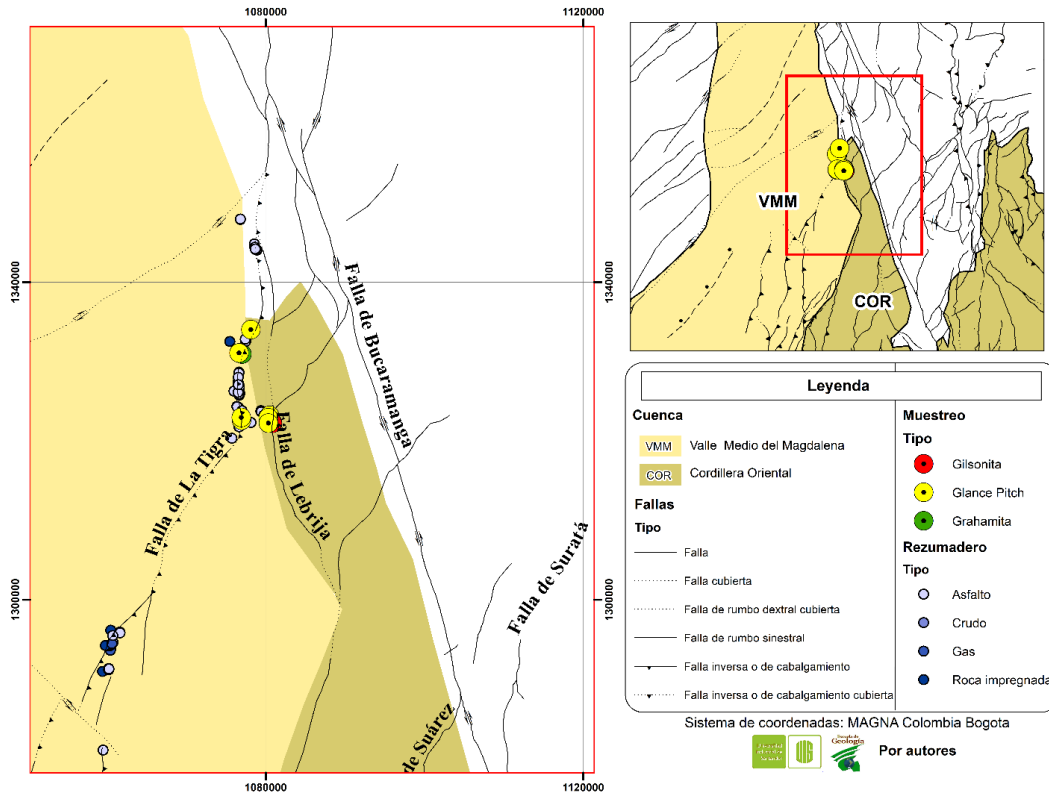 1080000
1120000
1340000
1340000
1300000
1300000
Falla de Bucaramanga
Falla de Lebrija
Falla de La Tigra
Falla de Suratá
de Suárez
1080000
1120000
VMM
COR
Leyenda
Cuenca
VMM Valle Medio del Magdalena
COR Cordillera Oriental
Fallas
Tipo
Falla
Falla cubierta
Falla de rumbo dextral cubierta
Falla de rumbo sinestral
Falla inversa o de cabalgamiento
Falla inversa o de cabalgamiento cubierta
Muestreo
Tipo
Gilsonita
Glance Pitch
Grahamita
Rezumadero
Tipo
Asfalto
Crudo
Gas
Roca impregnada
Sistema de coordenadas: MAGNA Colombia Bogota
UIS
Geología
Por autores